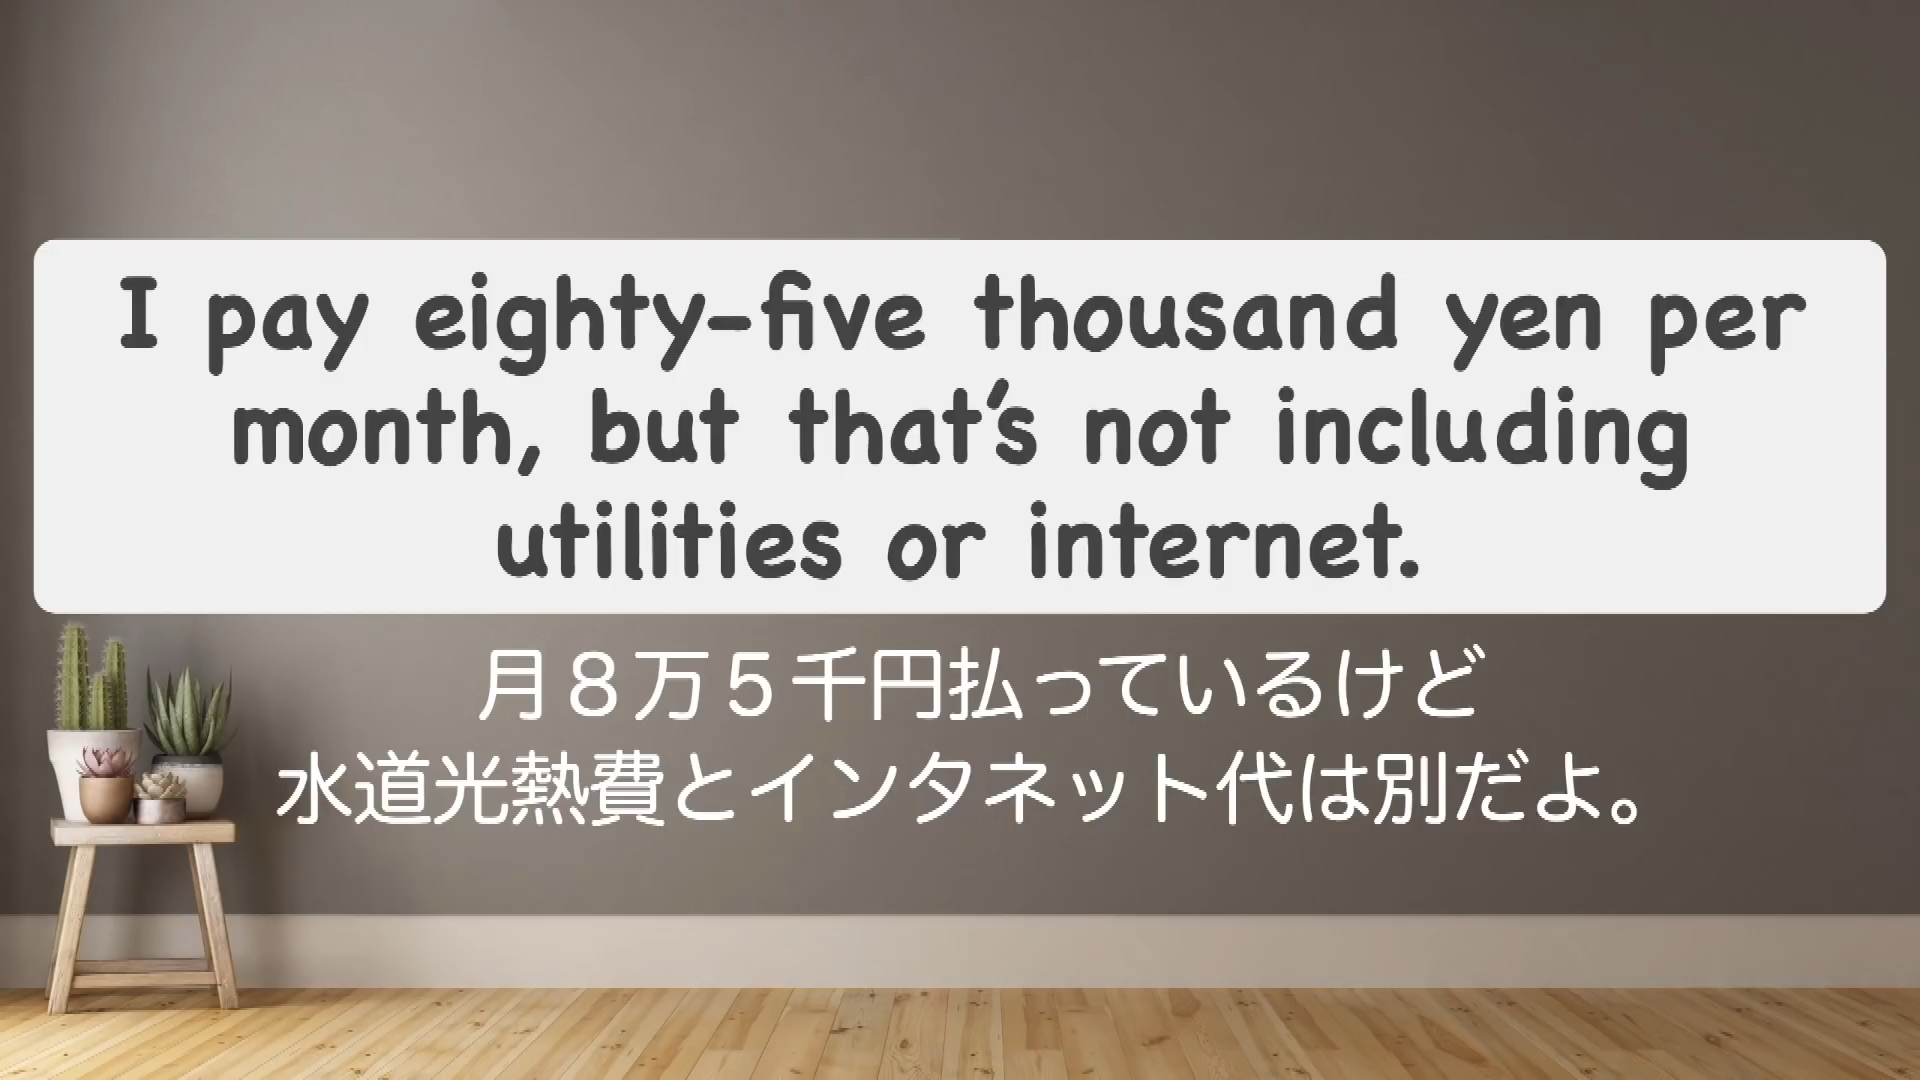 I pay eighty-five thousand yen per
month, but that's not including
utilities or internet.
月８万５千円払っているけど
水道光熱費とインターネット代は別だよ。